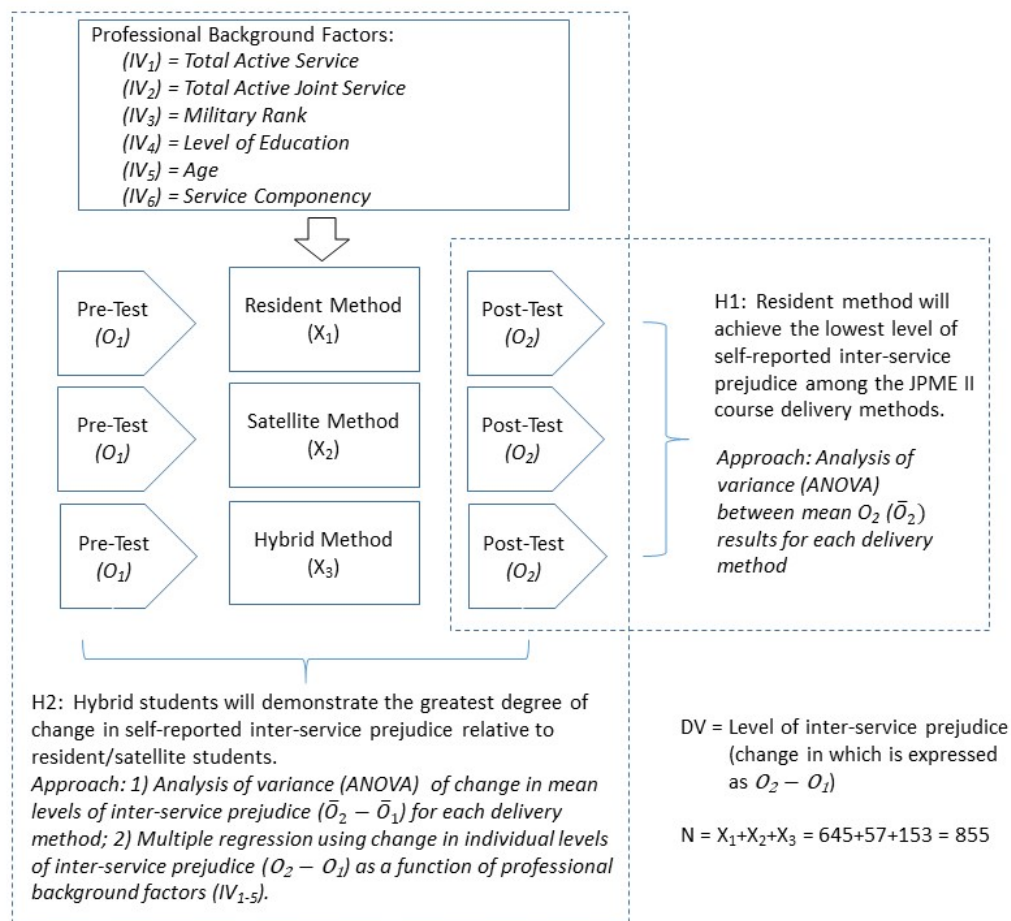 Professional Background Factors:
(IV₁) = Total Active Service
(IV₂) = Total Active Joint Service
(IV₃) = Military Rank
(IV₄) = Level of Education
(IV₅) = Age
(IV₆) = Service Componency
Pre-Test
(O₁)
Resident Method
(X₁)
Post-Test
(O₂)
Pre-Test
(O₁)
Satellite Method
(X₂)
Post-Test
(O₂)
Pre-Test
(O₁)
Hybrid Method
(X₃)
Post-Test
(O₂)
H1: Resident method will
achieve the lowest level of
self-reported inter-service
prejudice among the JPME II
course delivery methods.
Approach: Analysis of
variance (ANOVA)
between mean O₂ (Ō₂)
results for each delivery
method
H2: Hybrid students will demonstrate the greatest degree of
change in self-reported inter-service prejudice relative to
resident/satellite students.
Approach: 1) Analysis of variance (ANOVA) of change in mean
levels of inter-service prejudice (Ō₂ – Ō₁) for each delivery
method; 2) Multiple regression using change in individual levels
of inter-service prejudice (O₂ – O₁) as a function of professional
background factors (IV₁₋₅).
DV = Level of inter-service prejudice
(change in which is expressed
as O₂ – O₁)
N = X₁+X₂+X₃ = 645+57+153 = 855